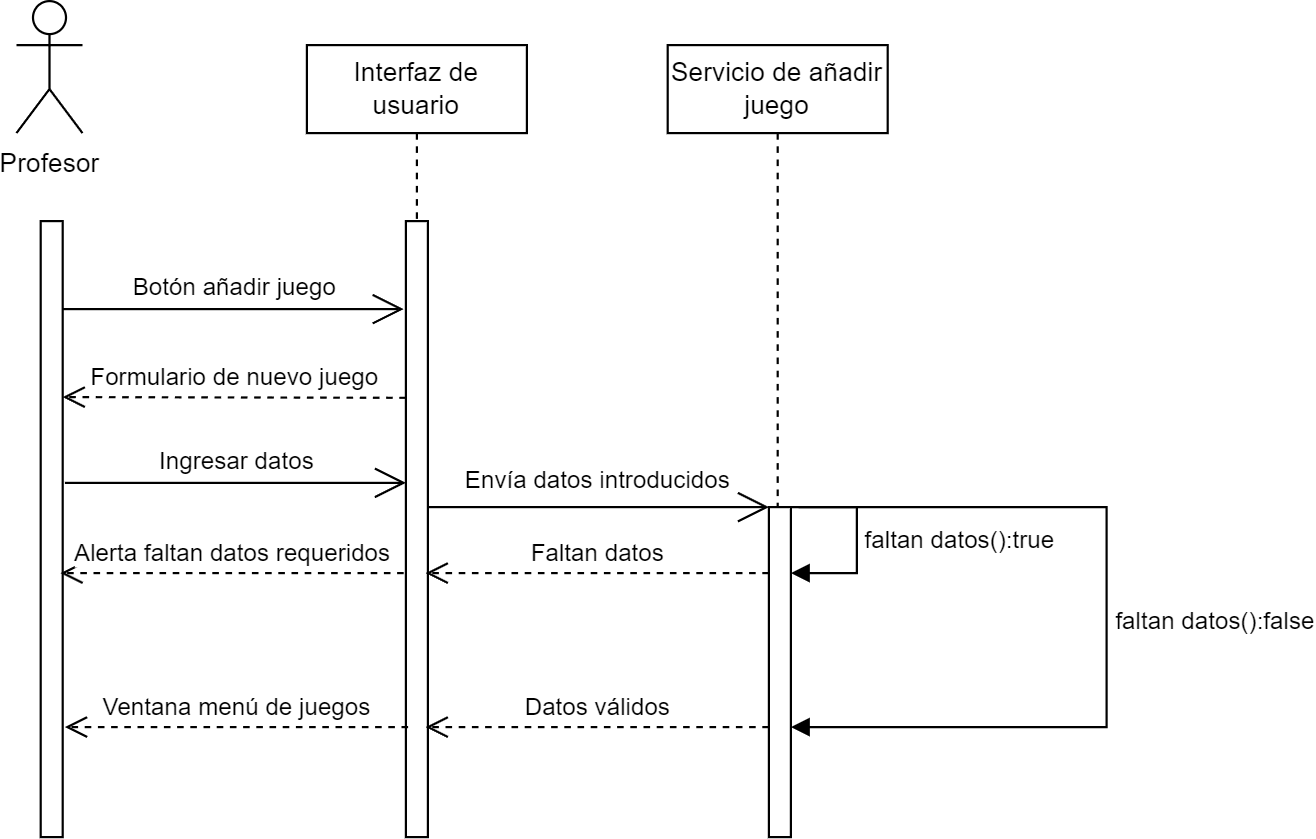 Profesor
Interfaz de
usuario
Servicio de añadir
juego
Botón añadir juego
Formulario de nuevo juego
Ingresar datos
Envía datos introducidos
faltan datos():true
Alerta faltan datos requeridos
Faltan datos
faltan datos():false
Ventana menú de juegos
Datos válidos